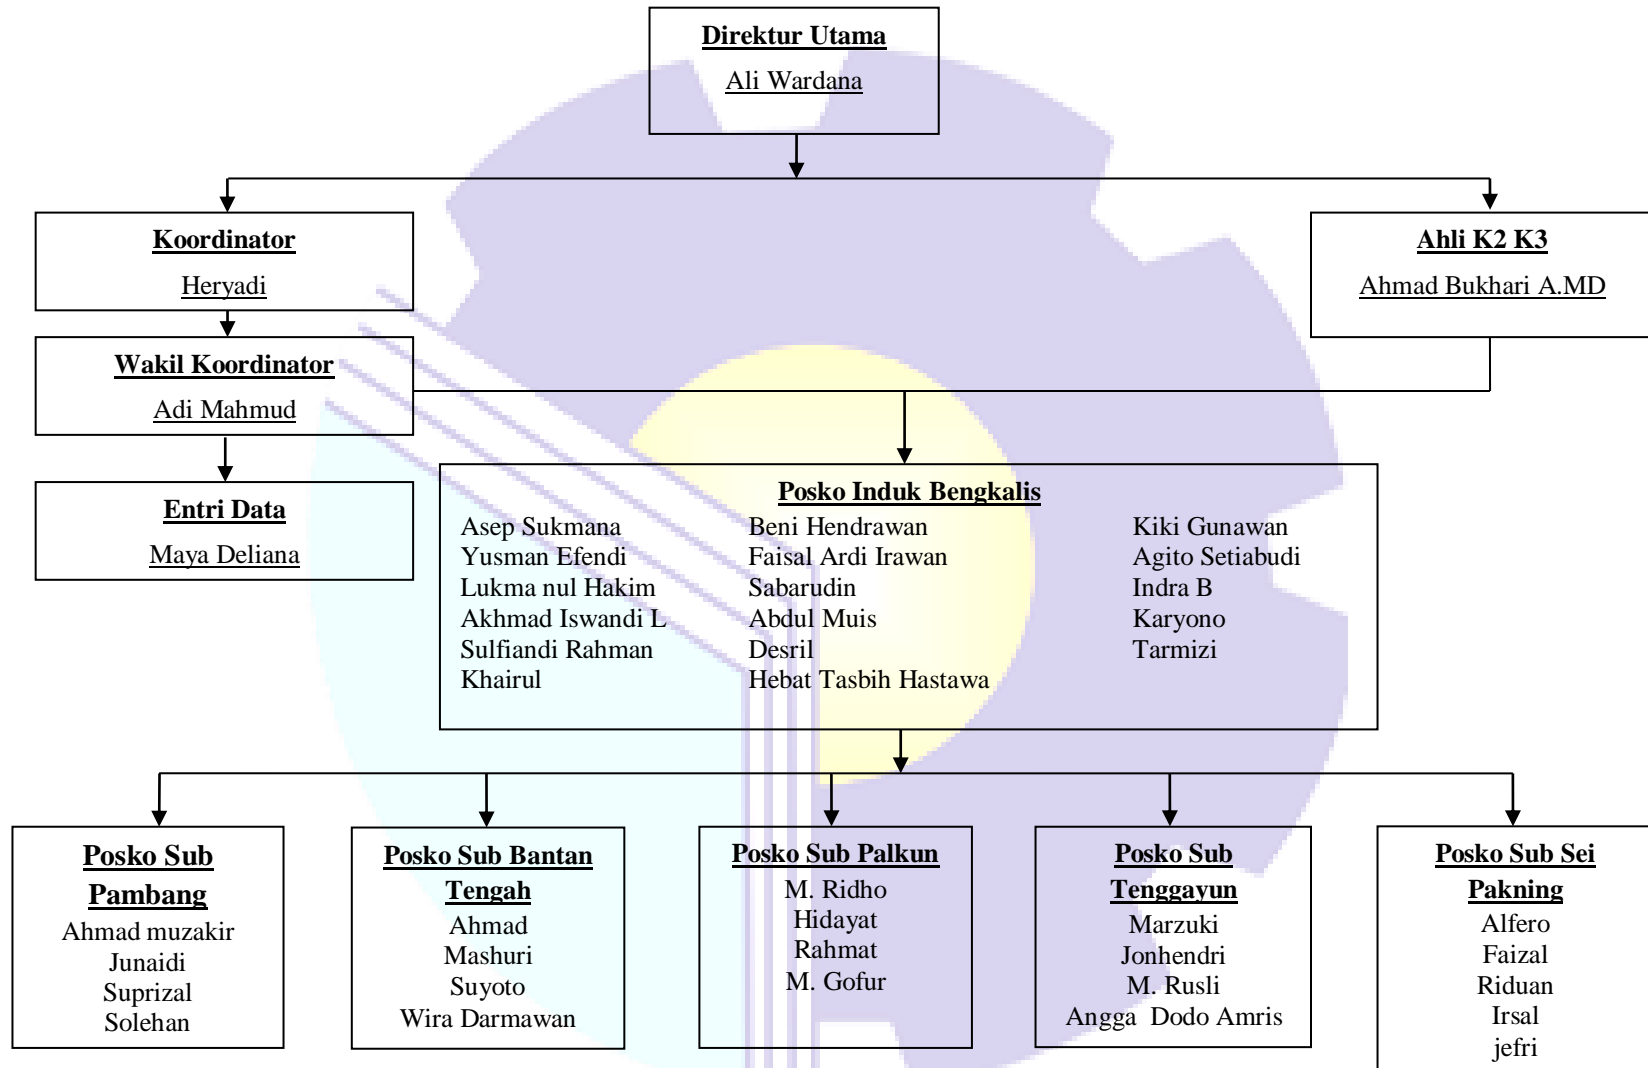 Direktur Utama
Ali Wardana
Koordinator
Heryadi
Ahli K2 K3
Ahmad Bukhari A.MD
Wakil Koordinator
Adi Mahmud
Entri Data
Maya Deliana
Posko Induk Bengkalis
Asep Sukmana Beni Hendrawan Kiki Gunawan
Yusman Efendi Faisal Ardi Irawan Agito Setiabudi
Lukma nul Hakim Sabarudin Indra B
Akhmad Iswandi L Abdul Muis Karyono
Sulfiandi Rahman Desril Tarmizi
Khairul Hebat Tasbih Hastawa
Posko Sub
Pambang
Ahmad muzakir
Junaidi
Suprizal
Solehan
Posko Sub Bantan
Tengah
Ahmad
Mashuri
Suyoto
Wira Darmawan
Posko Sub Palkun
M. Ridho
Hidayat
Rahmat
M. Gofur
Posko Sub
Tenggayun
Marzuki
Jonhendri
M. Rusli
Angga  Dodo Amris
Posko Sub Sei
Pakning
Alfero
Faizal
Riduan
Irsal
jefri